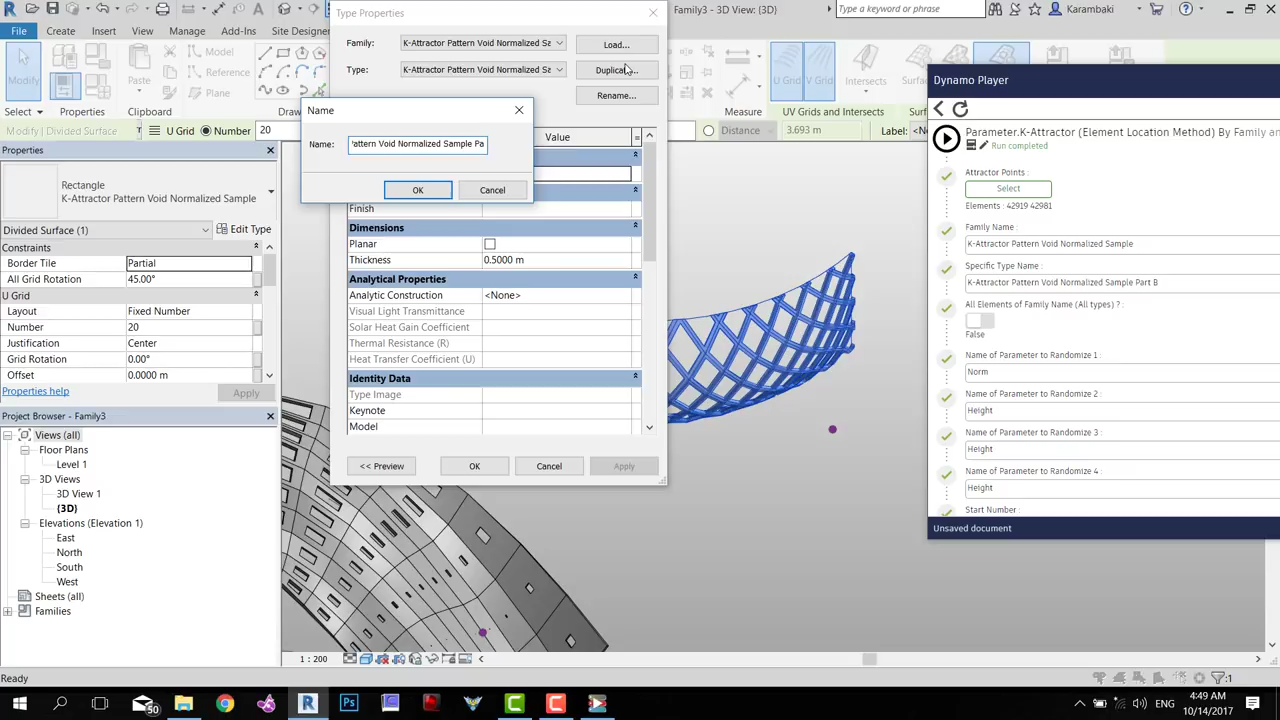 Type Properties
Family3 - 3D View: (3D)
Type a keyword or phrase
Karambaki
File
Create
Insert
View
Manage
Add-Ins
Site Designer
Modify
Model
Reference
Plane
Select
Properties
Clipboard
Draw
Measure
U Grid
V Grid
Intersects
UV Grids and Intersects
Family:
K-Attractor Pattern Void Normalized Sa
Load...
Type:
K-Attractor Pattern Void Normalized Sa
Duplicate...
Rename...
Name
Name:
'attern Void Normalized Sample Pa
OK
Cancel
Value
=
Finish
Dimensions
Planar
Thickness
0.5000 m
Analytical Properties
Analytic Construction
<None>
Visual Light Transmittance
Solar Heat Gain Coefficient
Thermal Resistance (R)
Heat Transfer Coefficient (U)
Identity Data
Type Image
Keynote
Model
<< Preview
OK
Cancel
Apply
Modify | Divided Surface
U Grid
Number
20
Distance
3.693 m
Label:
Properties
Rectangle
K-Attractor Pattern Void Normalized Sample
Divided Surface (1)
Edit Type
Constraints
Border Tile
Partial
All Grid Rotation
45.00°
U Grid
Layout
Fixed Number
Number
20
Justification
Center
Grid Rotation
0.00°
Offset
0.0000 m
Properties help
Apply
Project Browser - Family3
Views (all)
Floor Plans
Level 1
3D Views
3D View 1
{3D}
Elevations (Elevation 1)
East
North
South
West
Sheets (all)
Families
Dynamo Player
Parameter.K-Attractor (Element Location Method) By Family an
Run completed
Attractor Points :
Select
Elements : 42919 42981
Family Name :
K-Attractor Pattern Void Normalized Sample
Specific Type Name :
K-Attractor Pattern Void Normalized Sample Part B
All Elements of Family Name (All types) ? :
False
Name of Parameter to Randomize 1 :
Norm
Name of Parameter to Randomize 2 :
Height
Name of Parameter to Randomize 3 :
Height
Name of Parameter to Randomize 4 :
Height
Start Number :
Unsaved document
1 : 200
Ready
:1
50
ENG
4:49 AM
10/14/2017